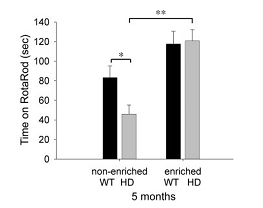 **
*
140
120
100
80
60
40
20
0
Time on RotaRod (sec)
non-enriched enriched
WT HD WT HD
5 months